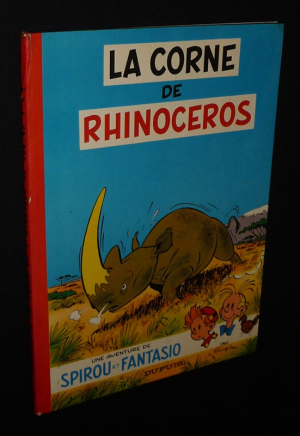 LA CORNE
DE
RHINOCEROS
UNE AVENTURE DE
SPIROU ET FANTASIO
DUPUIS